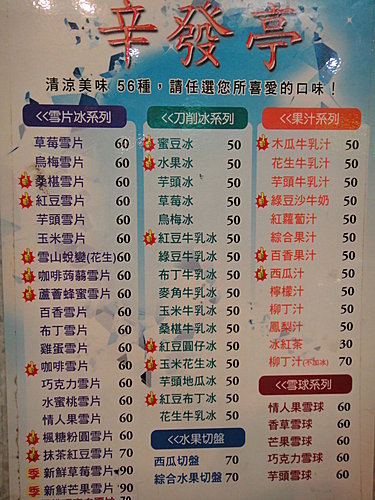 辛發亭
清涼美味 56種，請任選您所喜愛的口味！
<<雪片冰系列
草莓雪片 60
烏梅雪片 60
桑椹雪片 60
紅豆雪片 60
芋頭雪片 60
玉米雪片 60
雪山蛻變(花生) 60
咖啡蒟蒻雪片 60
蘆薈蜂蜜雪片 60
百香雪片 60
布丁雪片 60
雞蛋雪片 60
咖啡雪片 60
巧克力雪片 60
水蜜桃雪片 60
情人果雪片 60
楓糖粉圓雪片 60
抹茶紅豆雪片 70
季 新鮮草莓雪片 90
季 新鮮芒果雪片 90
<<刀削冰系列
蜜豆冰 50
水果冰 50
芋頭冰 50
草莓冰 50
烏梅冰 50
紅豆牛乳冰 50
綠豆牛乳冰 50
布丁牛乳冰 50
麥角牛乳冰 50
玉米牛乳冰 50
桑椹牛乳冰 50
紅豆圓仔冰 50
玉米花生冰 50
芋頭地瓜冰 50
紅豆布丁冰 50
花生牛乳冰 50
<<水果切盤
西瓜切盤 70
綜合水果切盤 70
<<果汁系列
木瓜牛乳汁 50
花生牛乳汁 50
芋頭牛乳汁 50
綠豆沙牛奶 50
紅蘿蔔汁 50
綜合果汁 50
百香果汁 50
西瓜汁 50
檸檬汁 50
柳丁汁 50
鳳梨汁 50
冰紅茶 30
柳丁汁(不加冰) 70
<<雪球系列
情人果雪球 60
香草雪球 60
芒果雪球 60
巧克力雪球 60
芋頭雪球 60